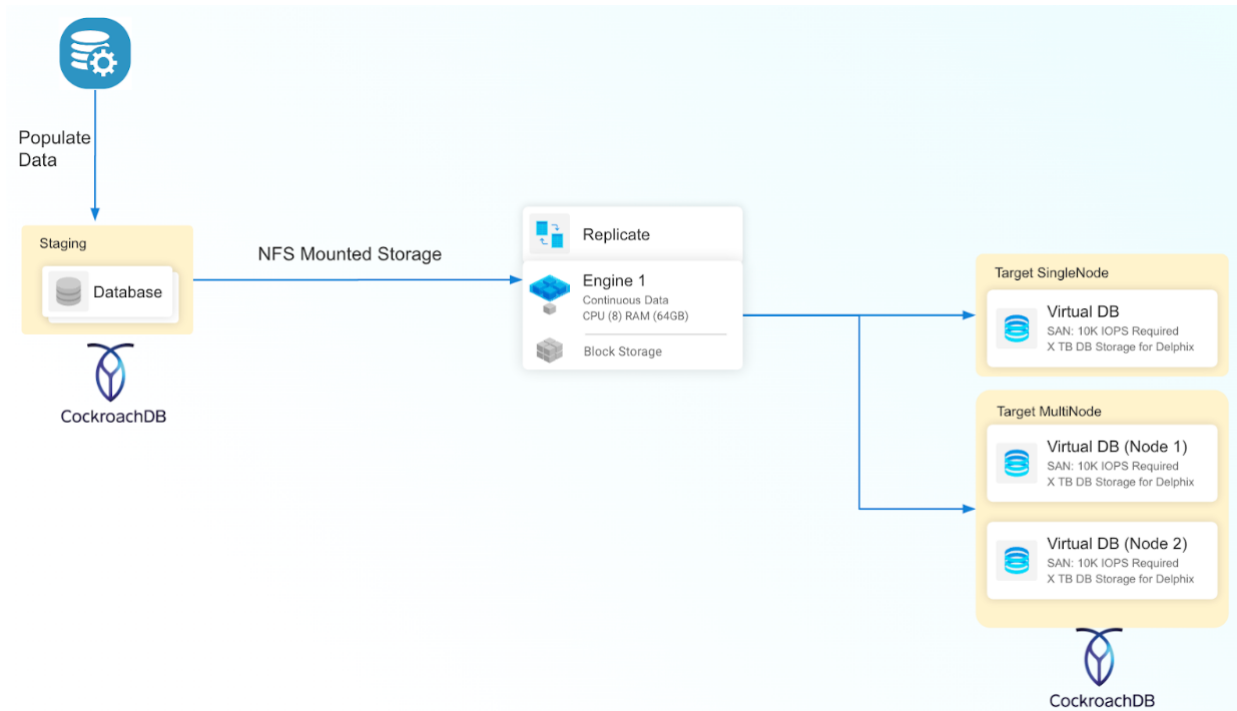 Populate
Data
Staging
Database
CockroachDB
NFS Mounted Storage
Replicate
Engine 1
Continuous Data
CPU (8) RAM (64GB)
Block Storage
Target SingleNode
Virtual DB
SAN: 10K IOPS Required
X TB DB Storage for Delphix
Target MultiNode
Virtual DB (Node 1)
SAN: 10K IOPS Required
X TB DB Storage for Delphix
Virtual DB (Node 2)
SAN: 10K IOPS Required
X TB DB Storage for Delphix
CockroachDB